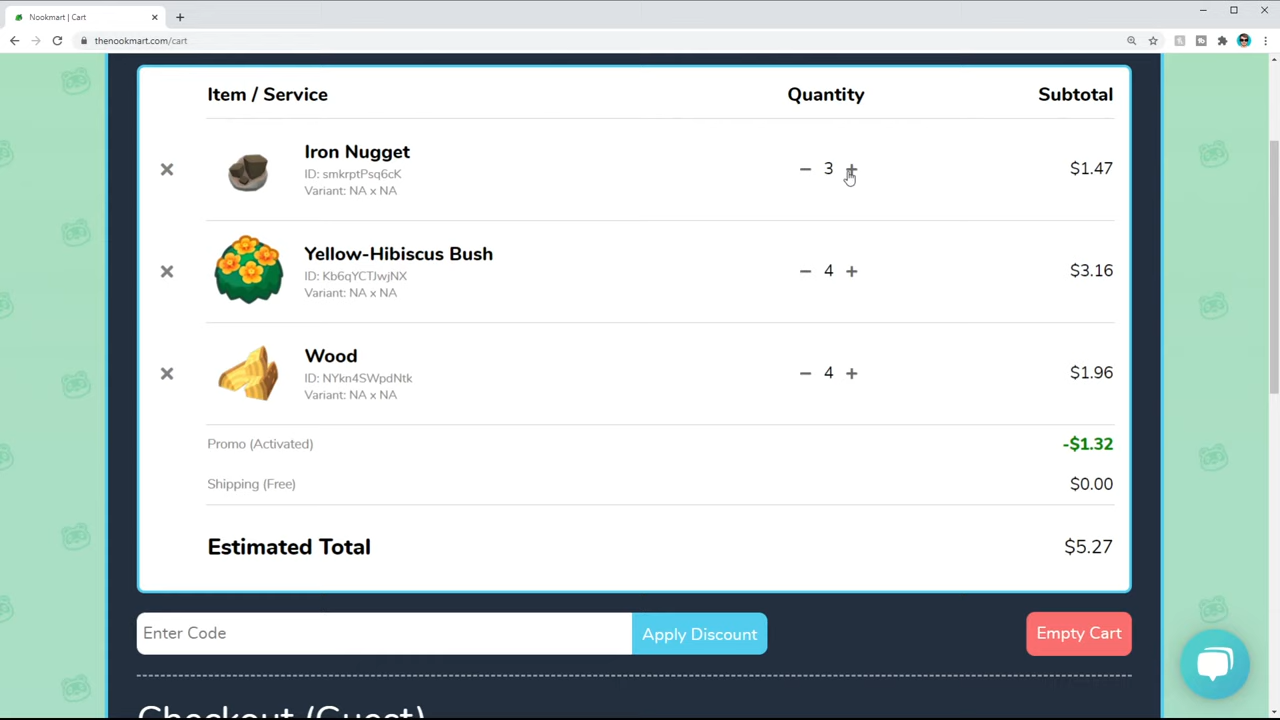 Nookmart | Cart
thenookmart.com/cart
Item / Service Quantity Subtotal
Iron Nugget
ID: smkrptPsq6cK
Variant: NA x NA
3 $1.47
Yellow-Hibiscus Bush
ID: Kb6qYCTJwjNX
Variant: NA x NA
4 $3.16
Wood
ID: NYkn4SWpdNtk
Variant: NA x NA
4 $1.96
Promo (Activated) -$1.32
Shipping (Free) $0.00
Estimated Total $5.27
Enter Code Apply Discount Empty Cart
Checkout (Guest)